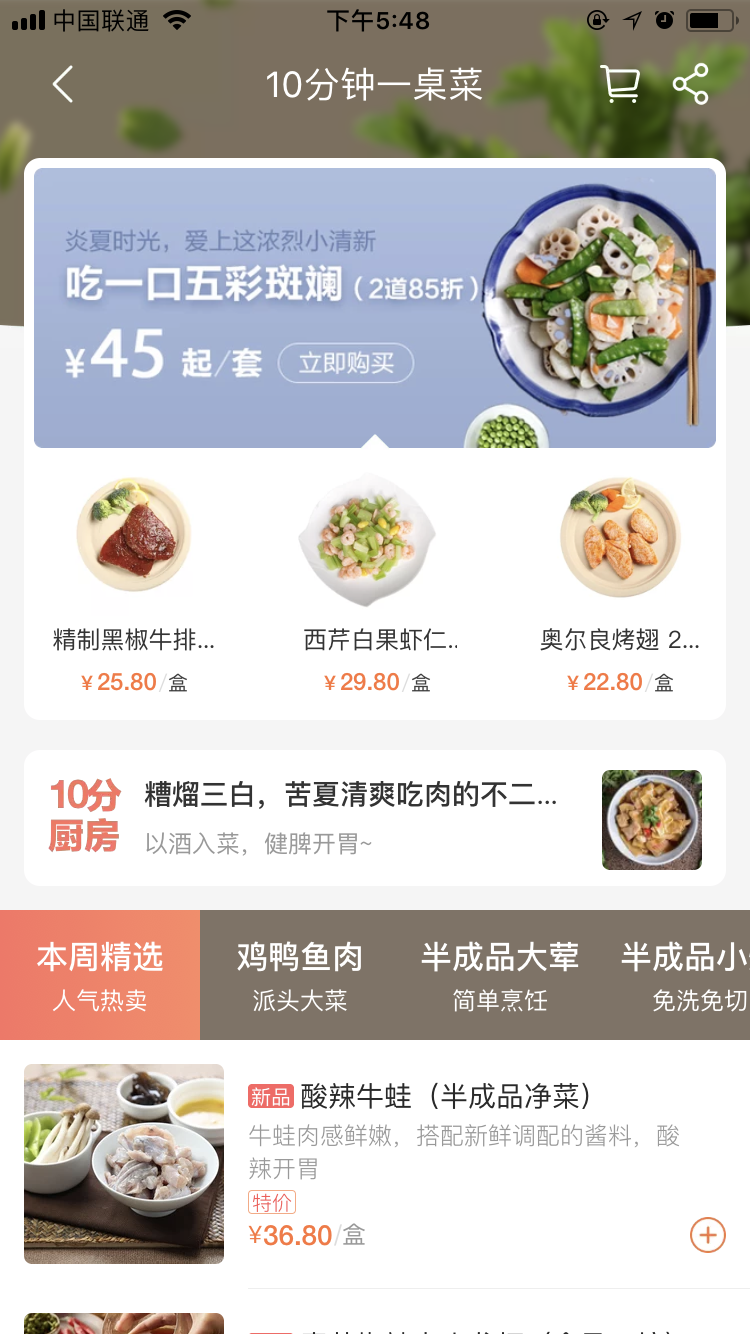 中国联通
下午5:48
10分钟一桌菜
炎夏时光，爱上这浓烈小清新
吃一口五彩斑斓（2道85折）
¥45 起/套 立即购买
精制黑椒牛排... 西芹白果虾仁.. 奥尔良烤翅 2...
¥25.80/盒 ¥29.80/盒 ¥22.80/盒
10分
厨房
糟熘三白，苦夏清爽吃肉的不二...
以酒入菜，健脾开胃~
本周精选 鸡鸭鱼肉 半成品大荤 半成品小
人气热卖 派头大菜 简单烹饪 免洗免切
新品 酸辣牛蛙（半成品净菜）
牛蛙肉感鲜嫩，搭配新鲜调配的酱料，酸
辣开胃
特价
¥36.80/盒